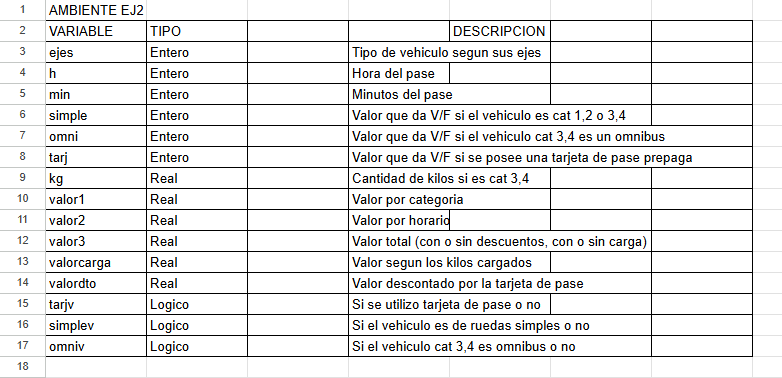 1 AMBIENTE EJ2
2 VARIABLE TIPO DESCRIPCION
3 ejes Entero Tipo de vehiculo segun sus ejes
4 h Entero Hora del pase
5 min Entero Minutos del pase
6 simple Entero Valor que da V/F si el vehiculo es cat 1,2 o 3,4
7 omni Entero Valor que da V/F si el vehiculo cat 3,4 es un omnibus
8 tarj Entero Valor que da V/F si se posee una tarjeta de pase prepaga
9 kg Real Cantidad de kilos si es cat 3,4
10 valor1 Real Valor por categoria
11 valor2 Real Valor por horario
12 valor3 Real Valor total (con o sin descuentos, con o sin carga)
13 valorcarga Real Valor segun los kilos cargados
14 valordto Real Valor descontado por la tarjeta de pase
15 tarjv Logico Si se utilizo tarjeta de pase o no
16 simplev Logico Si el vehiculo es de ruedas simples o no
17 omniv Logico Si el vehiculo cat 3,4 es omnibus o no
18